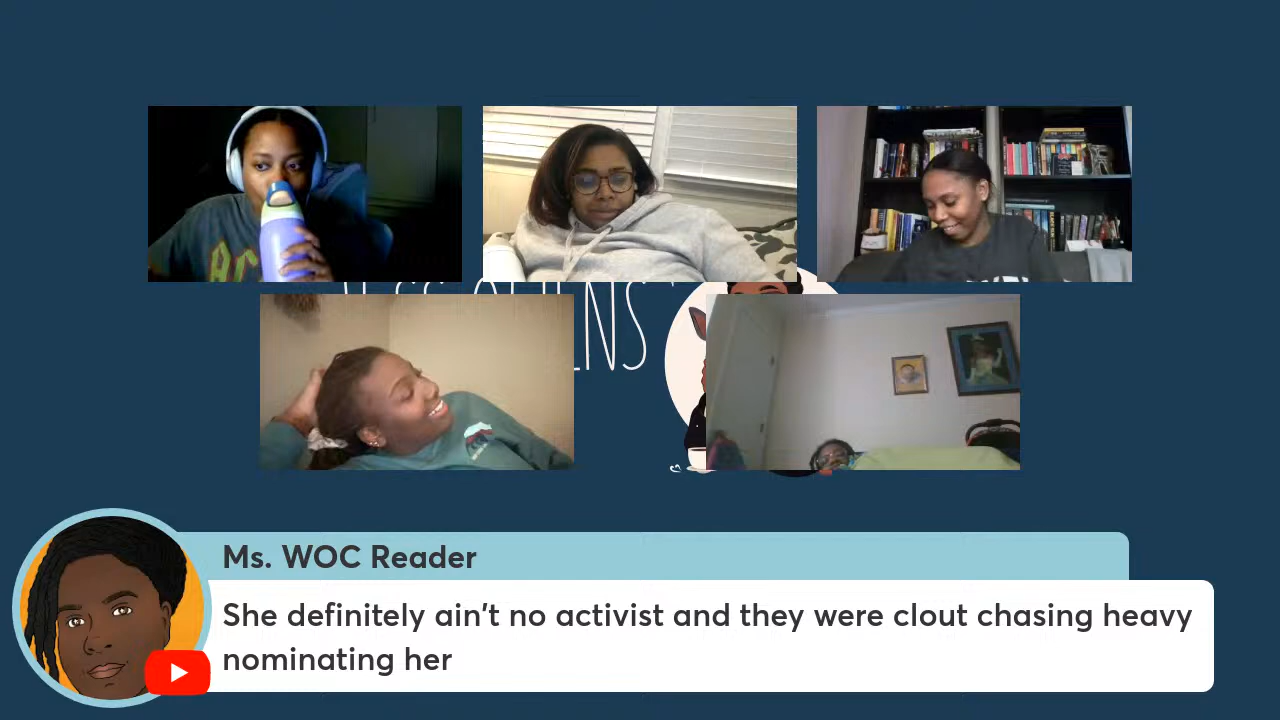 Ms. WOC Reader
She definitely ain't no activist and they were clout chasing heavy
nominating her